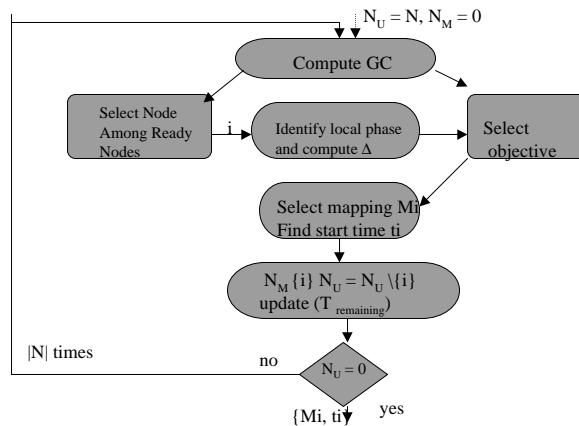 N_U = N, N_M = 0
Compute GC
Select Node
Among Ready
Nodes
i
Identify local phase
and compute Δ
Select
objective
Select mapping Mi
Find start time ti
N_M {i} N_U = N_U \{i}
update (T_remaining)
|N| times
no
N_U = 0
yes
{Mi, ti}